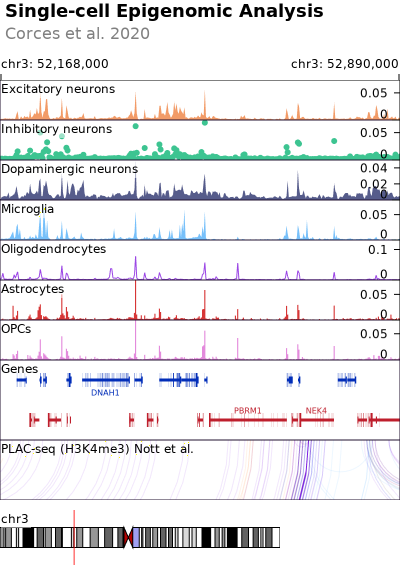 Single-cell Epigenomic Analysis
Corces et al. 2020
chr3: 52,168,000 chr3: 52,890,000
Excitatory neurons 0.05
0
Inhibitory neurons 0.05
0
Dopaminergic neurons 0.04
0.02
0
Microglia 0.05
0
Oligodendrocytes 0.1
0
Astrocytes 0.05
0
OPCs 0.05
0
Genes
DNAH1
PBRM1 NEK4
PLAC-seq (H3K4me3) Nott et al.
chr3